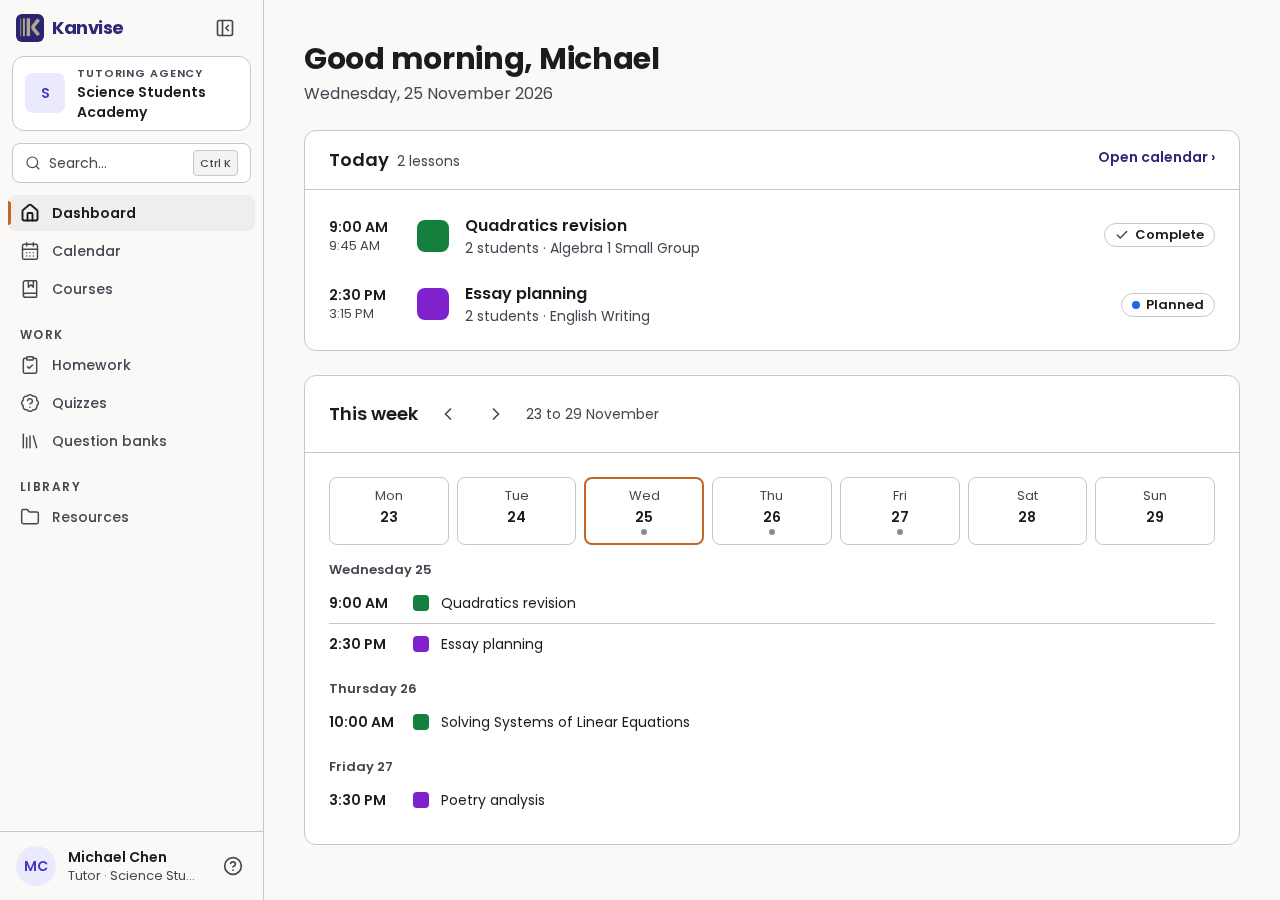 Kanvise
TUTORING AGENCY
S
Science Students
Academy
Search...
Ctrl K
Dashboard
Calendar
Courses
WORK
Homework
Quizzes
Question banks
LIBRARY
Resources
MC
Michael Chen
Tutor · Science Stu...
Good morning, Michael
Wednesday, 25 November 2026
Today 2 lessons
Open calendar ›
9:00 AM
9:45 AM
Quadratics revision
2 students · Algebra 1 Small Group
Complete
2:30 PM
3:15 PM
Essay planning
2 students · English Writing
Planned
This week
23 to 29 November
Mon
23
Tue
24
Wed
25
Thu
26
Fri
27
Sat
28
Sun
29
Wednesday 25
9:00 AM Quadratics revision
2:30 PM Essay planning
Thursday 26
10:00 AM Solving Systems of Linear Equations
Friday 27
3:30 PM Poetry analysis